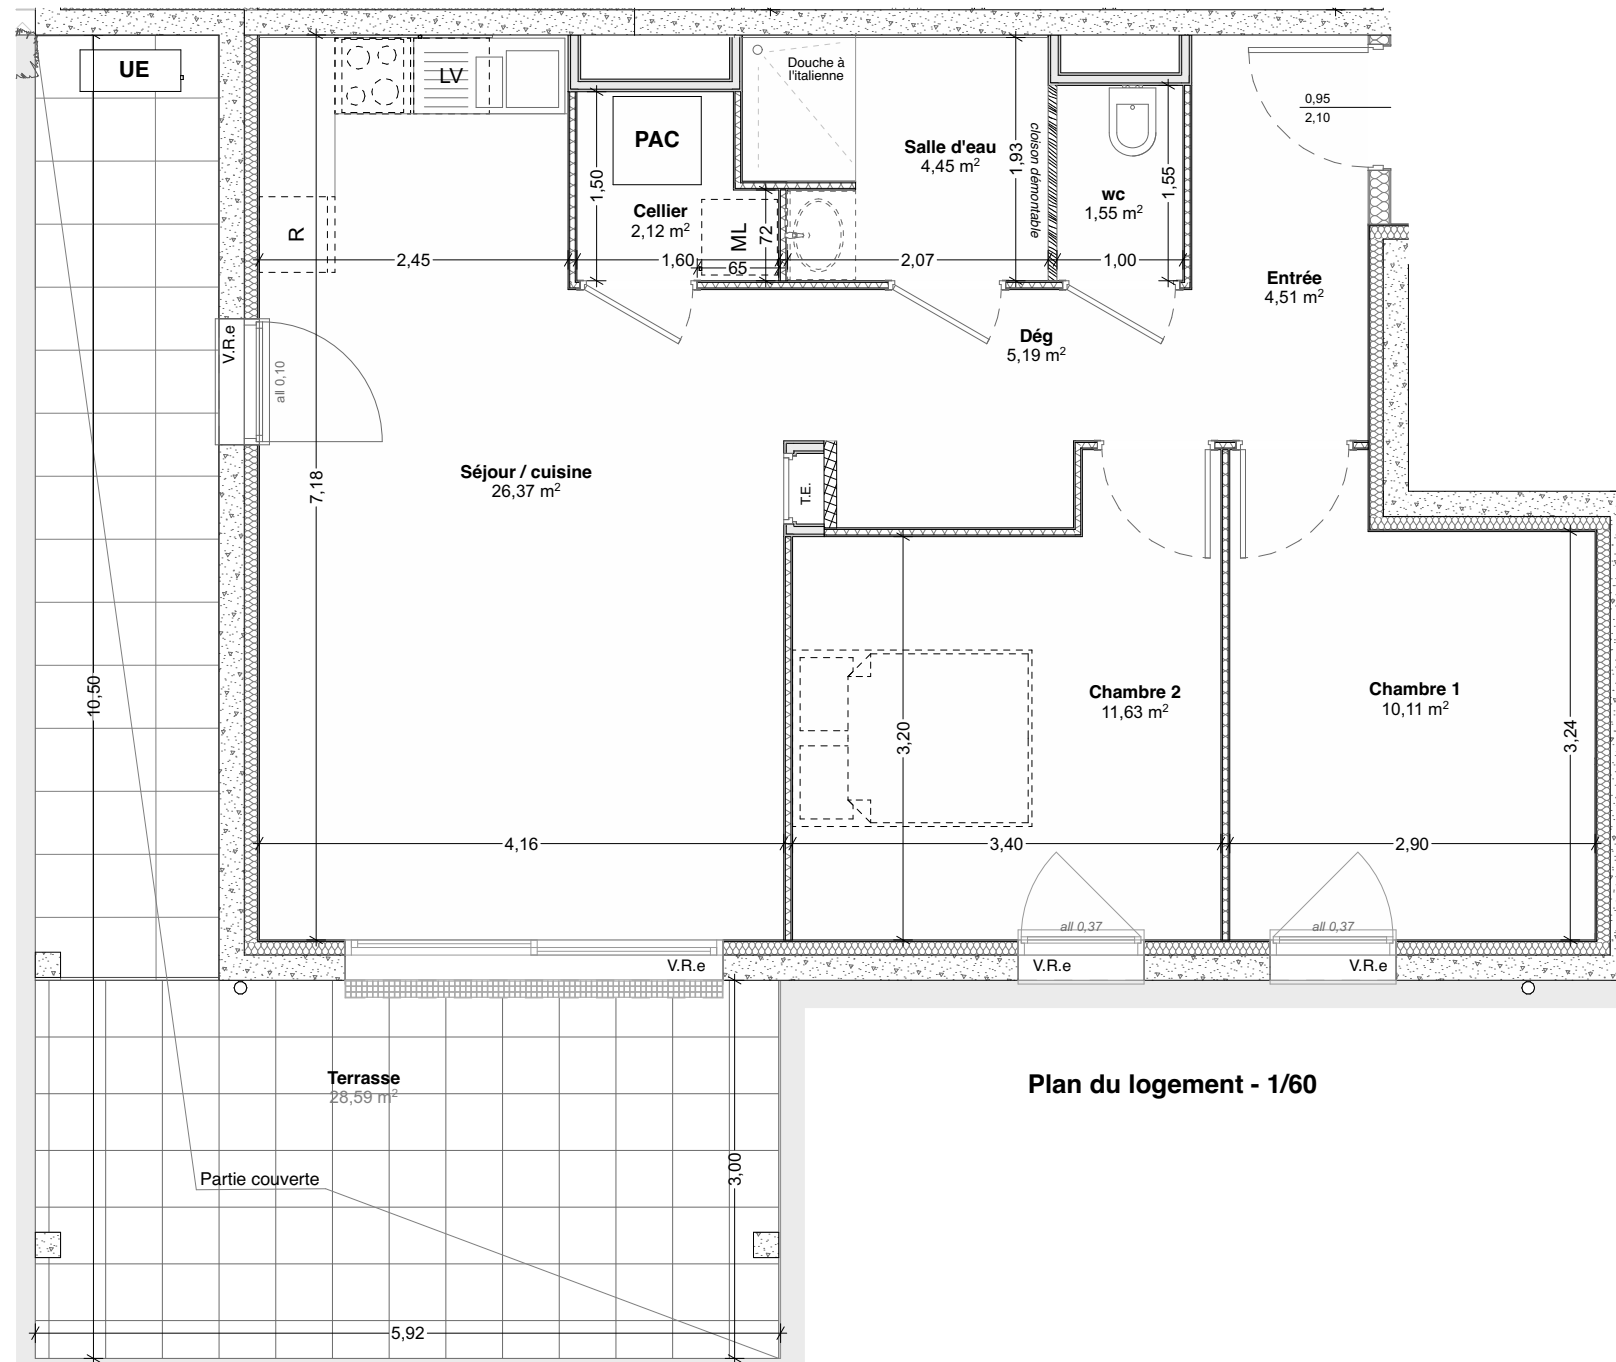 UE
LV
Douche à
l'italienne
0,95
2,10
PAC
Salle d'eau
4,45 m²
1,93
cloison démontable
1,50
1,55
wc
1,55 m²
Cellier
2,12 m²
R
ML
72
2,45
1,60
65
2,07
1,00
Entrée
4,51 m²
V.R.e
all 0,10
Dég
5,19 m²
Séjour / cuisine
26,37 m²
7,18
T.E.
10,50
Chambre 2
11,63 m²
Chambre 1
10,11 m²
3,20
3,24
4,16
3,40
2,90
all 0,37
all 0,37
V.R.e
V.R.e
V.R.e
Terrasse
28,59 m²
Plan du logement - 1/60
Partie couverte
3,00
5,92